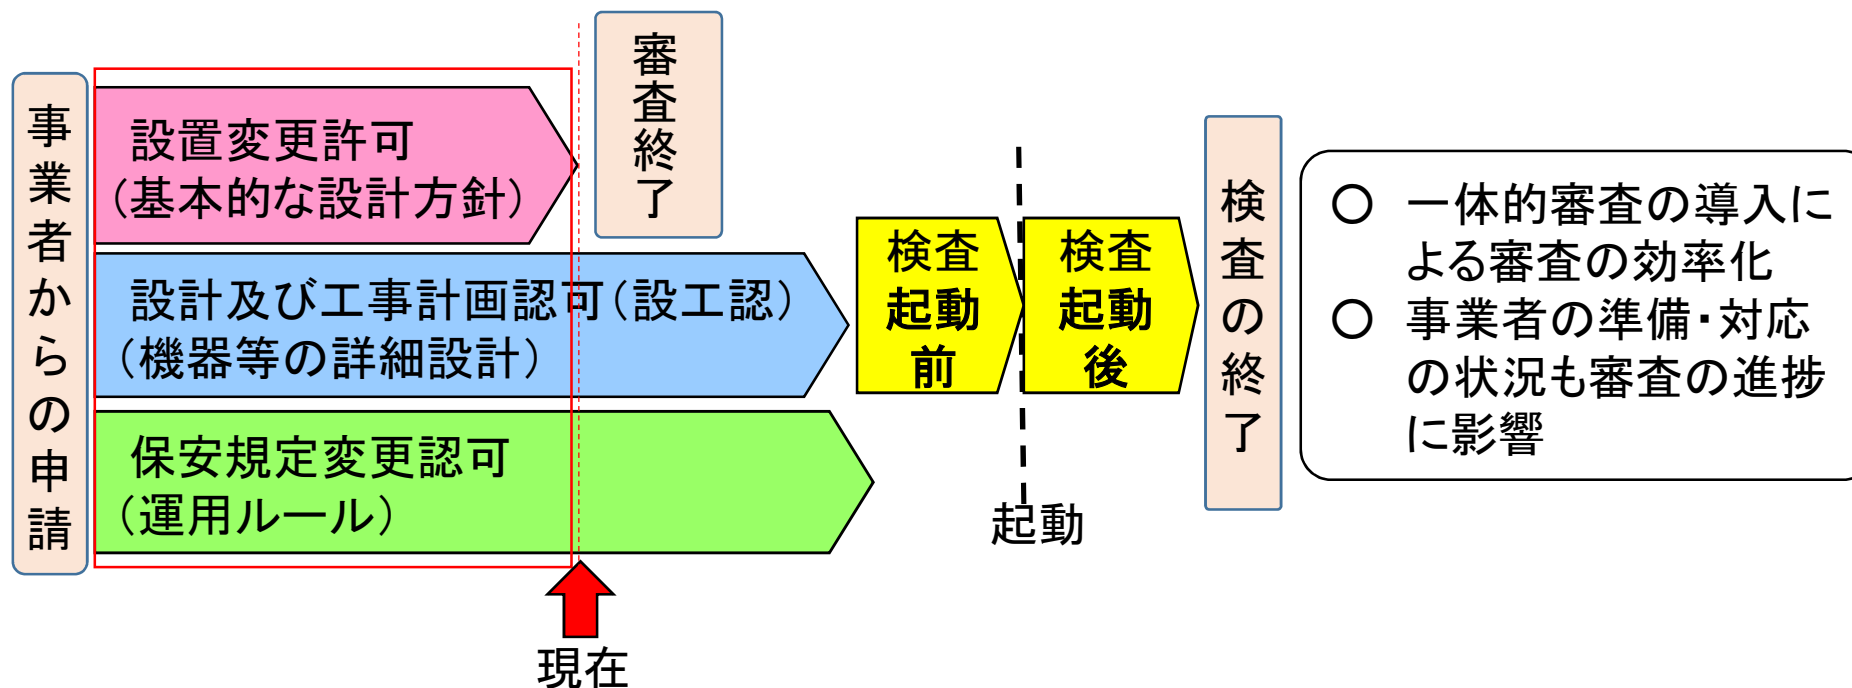 事業者からの申請
設置変更許可
(基本的な設計方針)
審査終了
設計及び工事計画認可(設工認)
(機器等の詳細設計)
保安規定変更認可
(運用ルール)
現在
検査
起動
前
検査
起動
後
起動
検査の終了
○ 一体的審査の導入に
よる審査の効率化
○ 事業者の準備・対応
の状況も審査の進捗
に影響